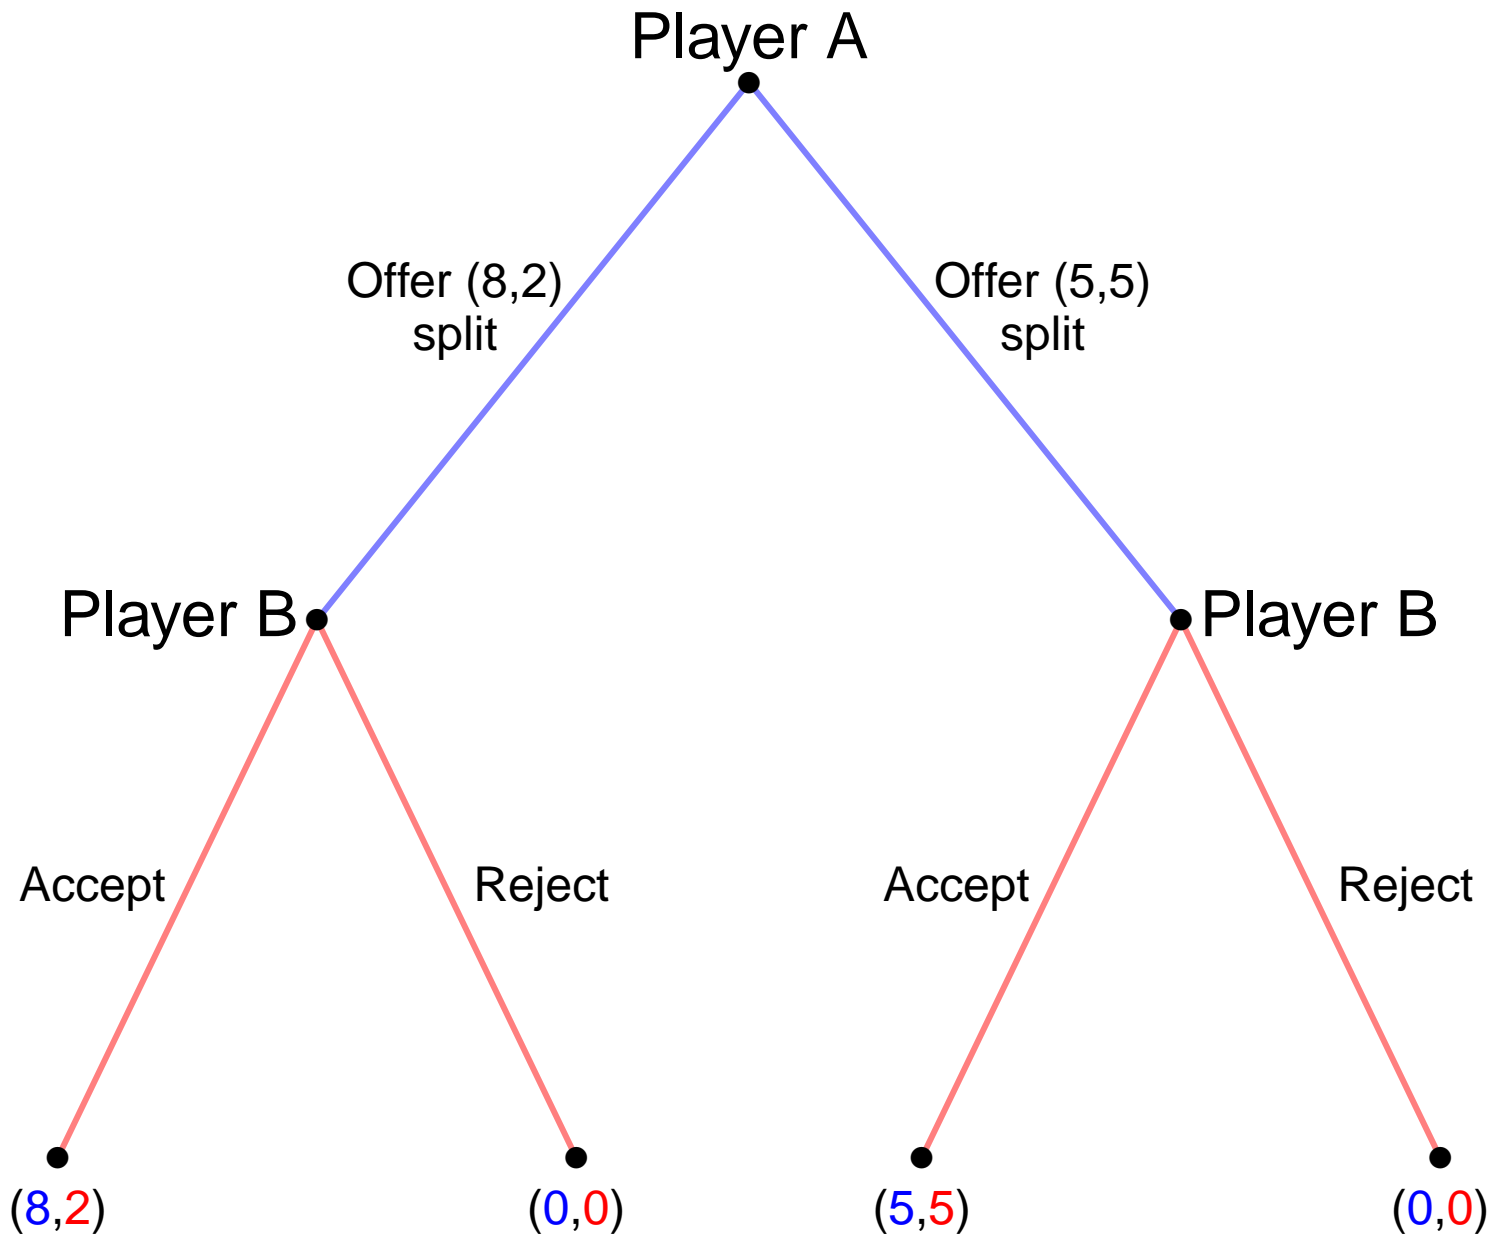 Player A
Offer (8,2)
split
Offer (5,5)
split
Player B
Player B
Accept
Reject
Accept
Reject
(8,2)
(0,0)
(5,5)
(0,0)